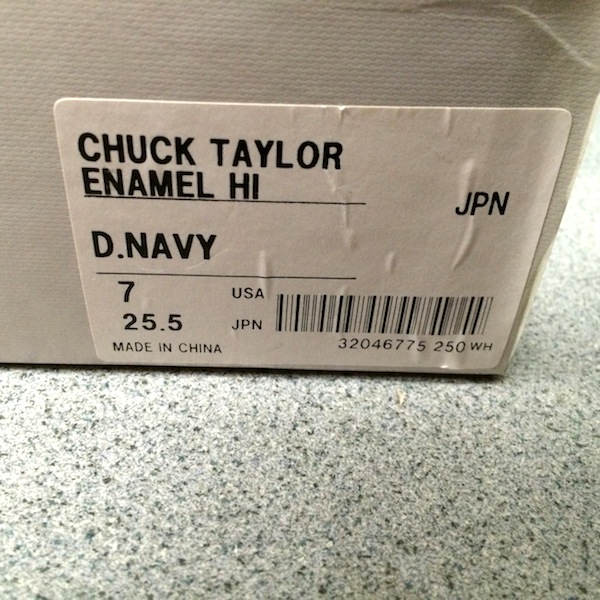 CHUCK TAYLOR
ENAMEL HI
JPN
D.NAVY
7 USA
25.5 JPN
MADE IN CHINA
32046775 250 WH